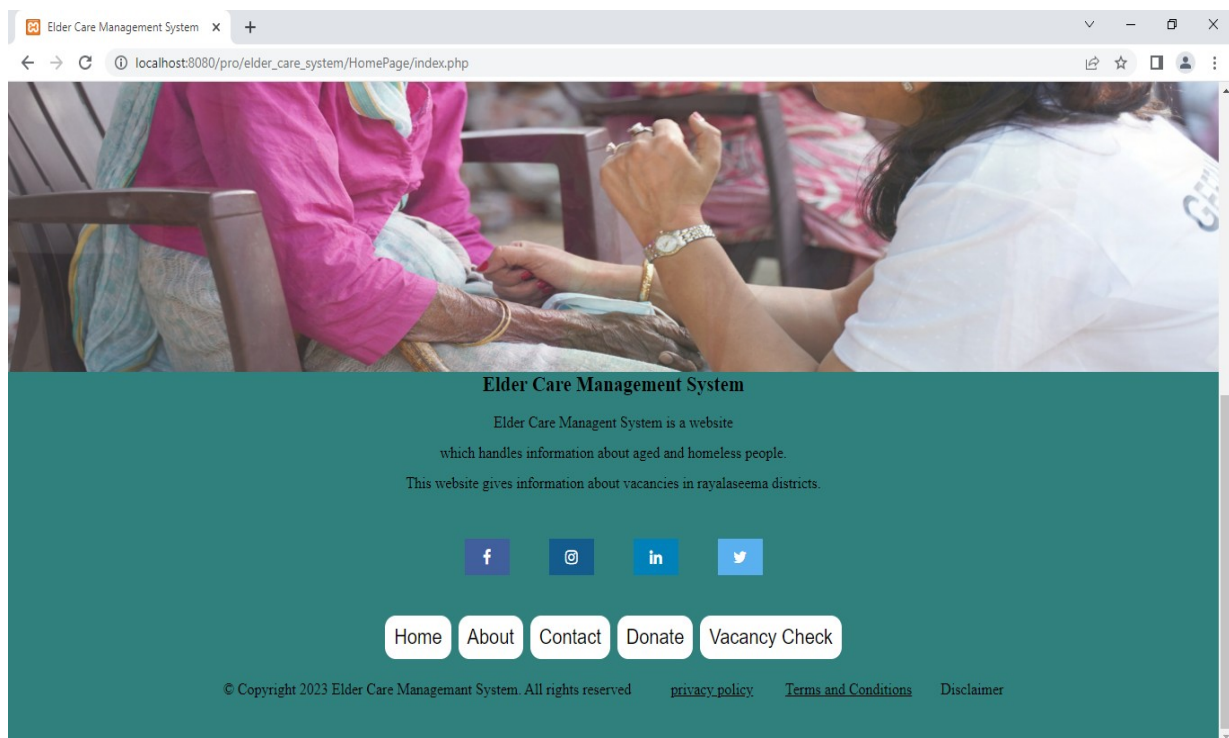 Elder Care Management System
localhost:8080/pro/elder_care_system/HomePage/index.php
Elder Care Management System
Elder Care Managent System is a website
which handles information about aged and homeless people.
This website gives information about vacancies in rayalaseema districts.
Home About Contact Donate Vacancy Check
© Copyright 2023 Elder Care Managemant System. All rights reserved privacy policy Terms and Conditions Disclaimer